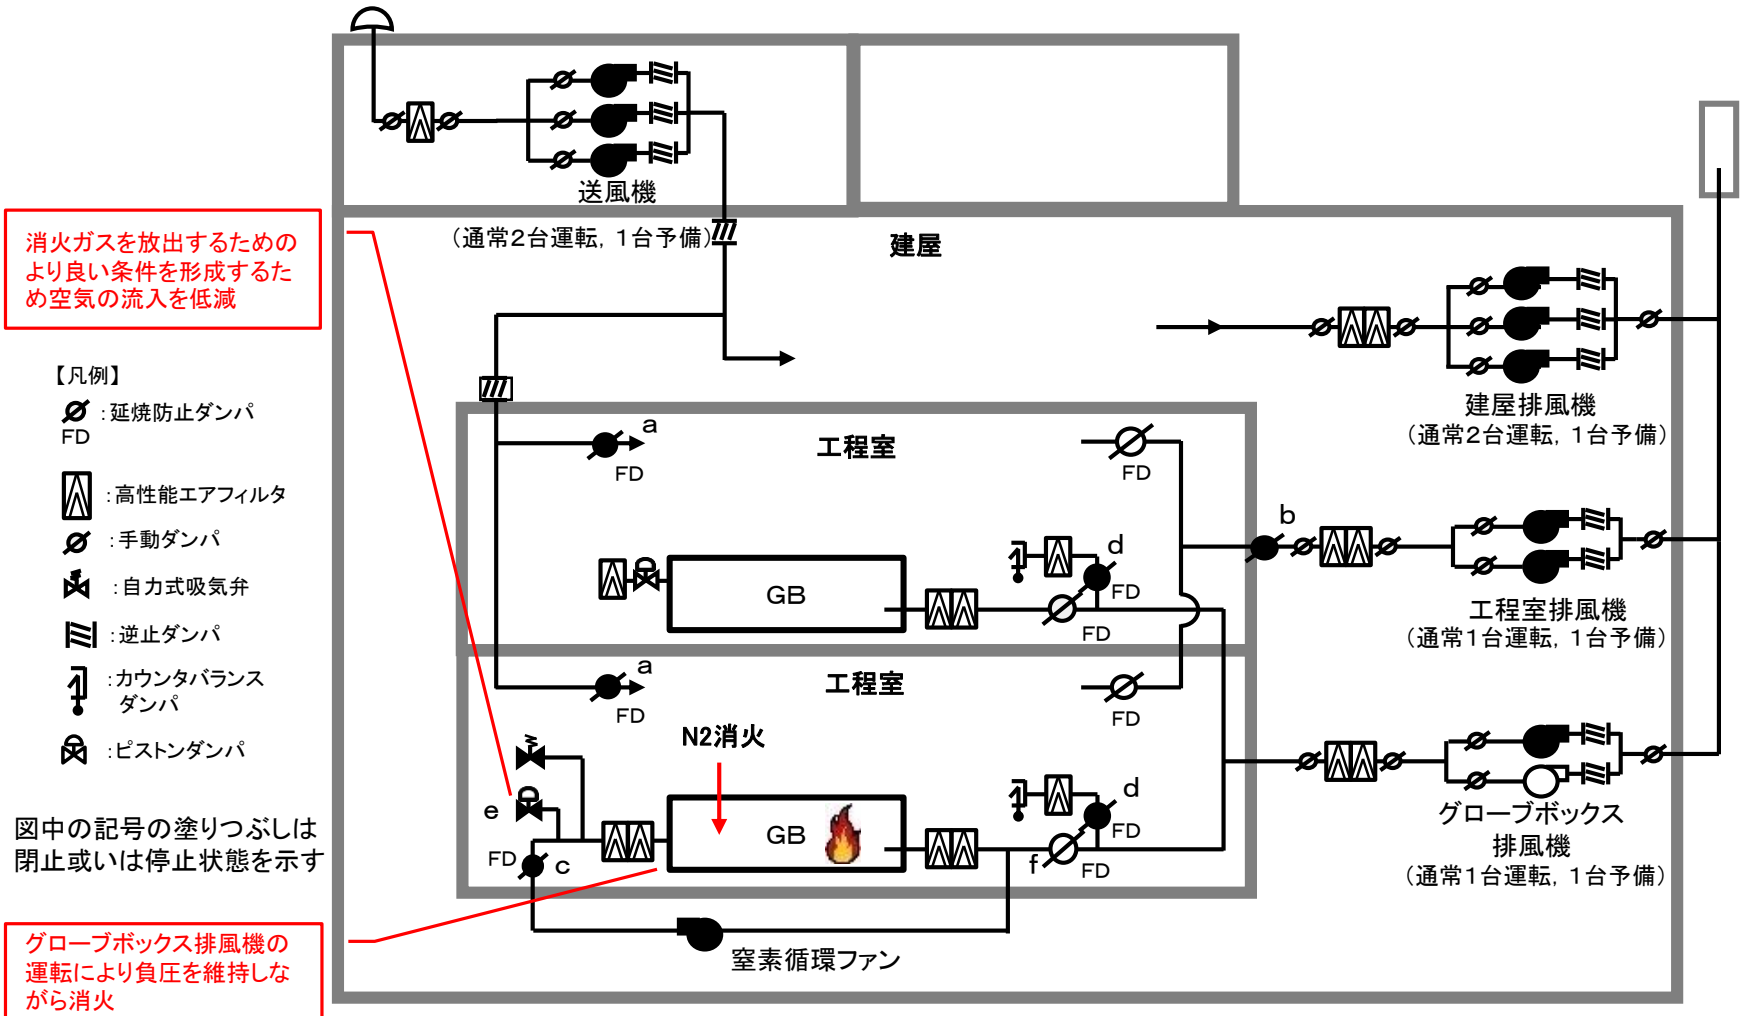 送風機
（通常２台運転，１台予備）
建屋
消火ガスを放出するための
より良い条件を形成するた
め空気の流入を低減
【凡例】
FD
：延焼防止ダンパ
：高性能エアフィルタ
：手動ダンパ
：自力式吸気弁
：逆止ダンパ
：カウンタバランス
ダンパ
：ピストンダンパ
図中の記号の塗りつぶしは
閉止或いは停止状態を示す
グローブボックス排風機の
運転により負圧を維持しな
がら消火
建屋排風機
（通常２台運転，１台予備）
a
FD
工程室
FD
b
GB
d
FD
FD
工程室排風機
（通常１台運転，１台予備）
a
FD
工程室
FD
N2消火
e
FD
c
GB
d
FD
f
FD
グローブボックス
排風機
（通常１台運転，１台予備）
窒素循環ファン